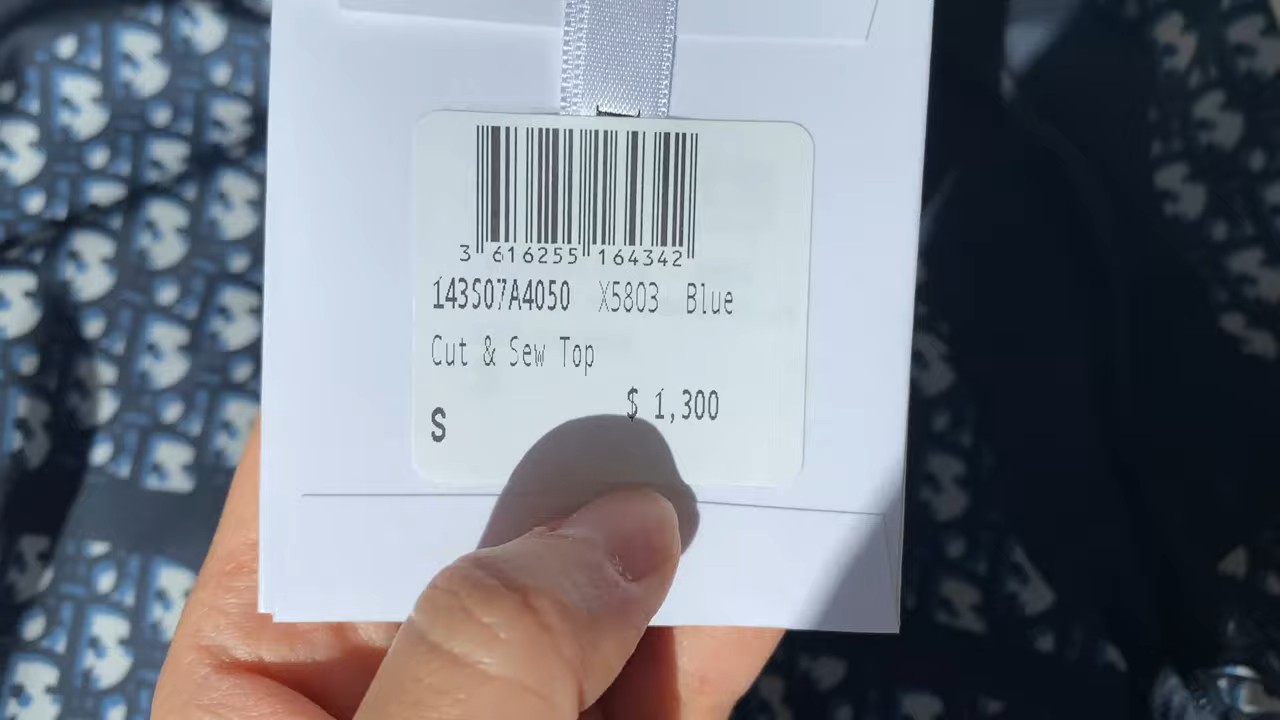 3 616255 164342
143S07A4050 X5803 Blue
Cut & Sew Top
$ 1,300
S